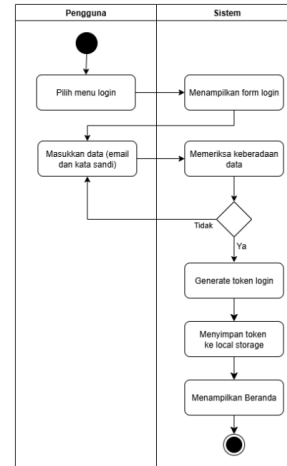 Pengguna
Sistem
Pilih menu login
Menampilkan form login
Masukkan data (email
dan kata sandi)
Memeriksa keberadaan
data
Tidak
Ya
Generate token login
Menyimpan token
ke local storage
Menampilkan Beranda